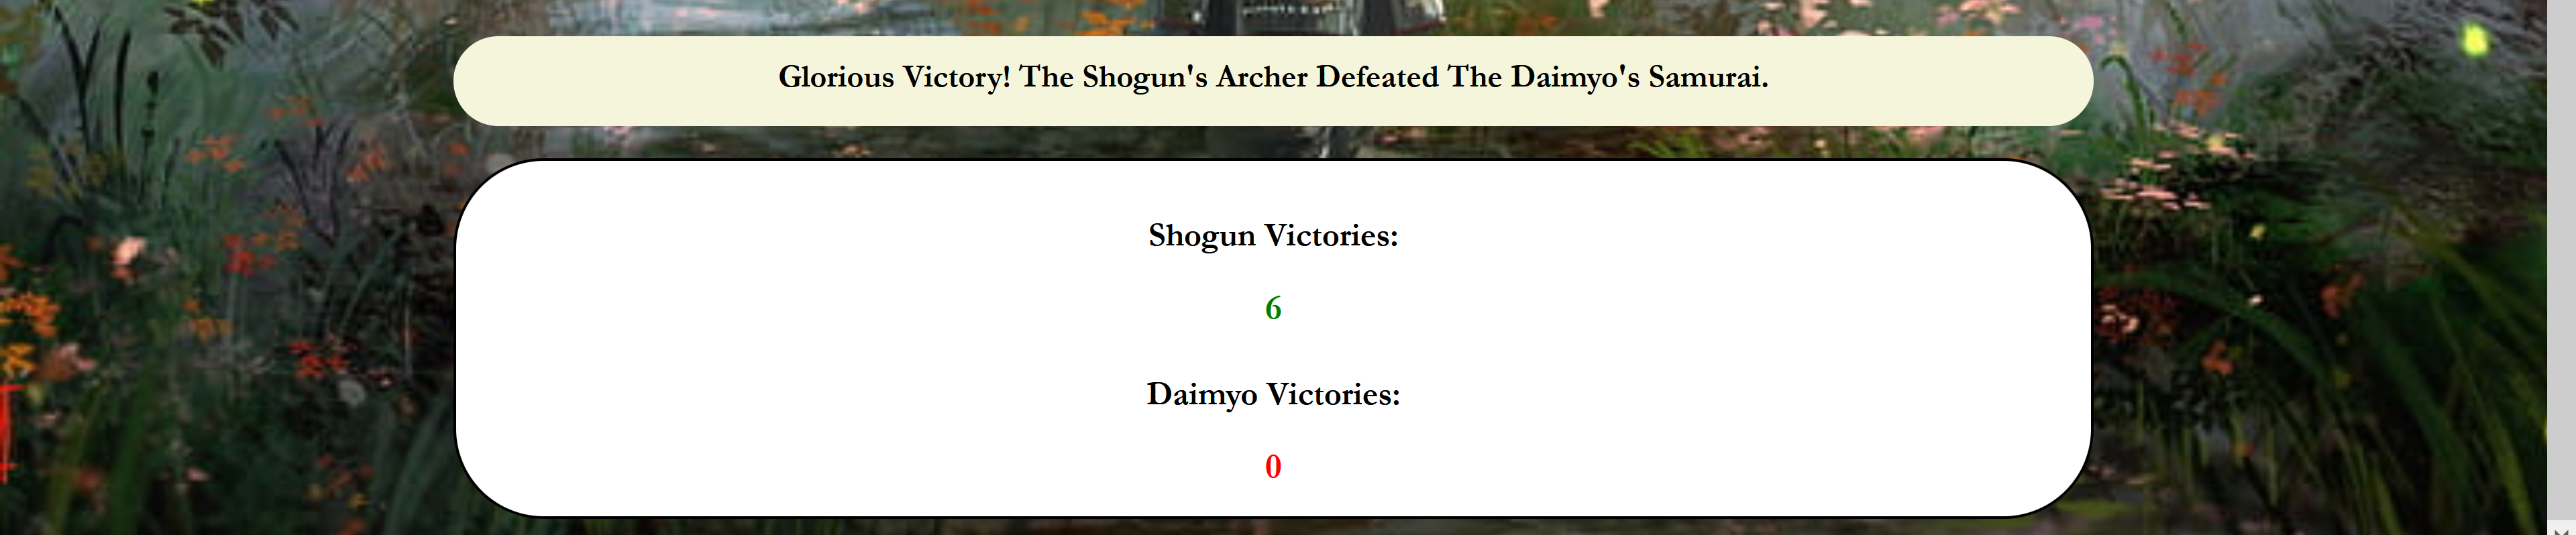 Glorious Victory! The Shogun's Archer Defeated The Daimyo's Samurai.
Shogun Victories:
6
Daimyo Victories:
0